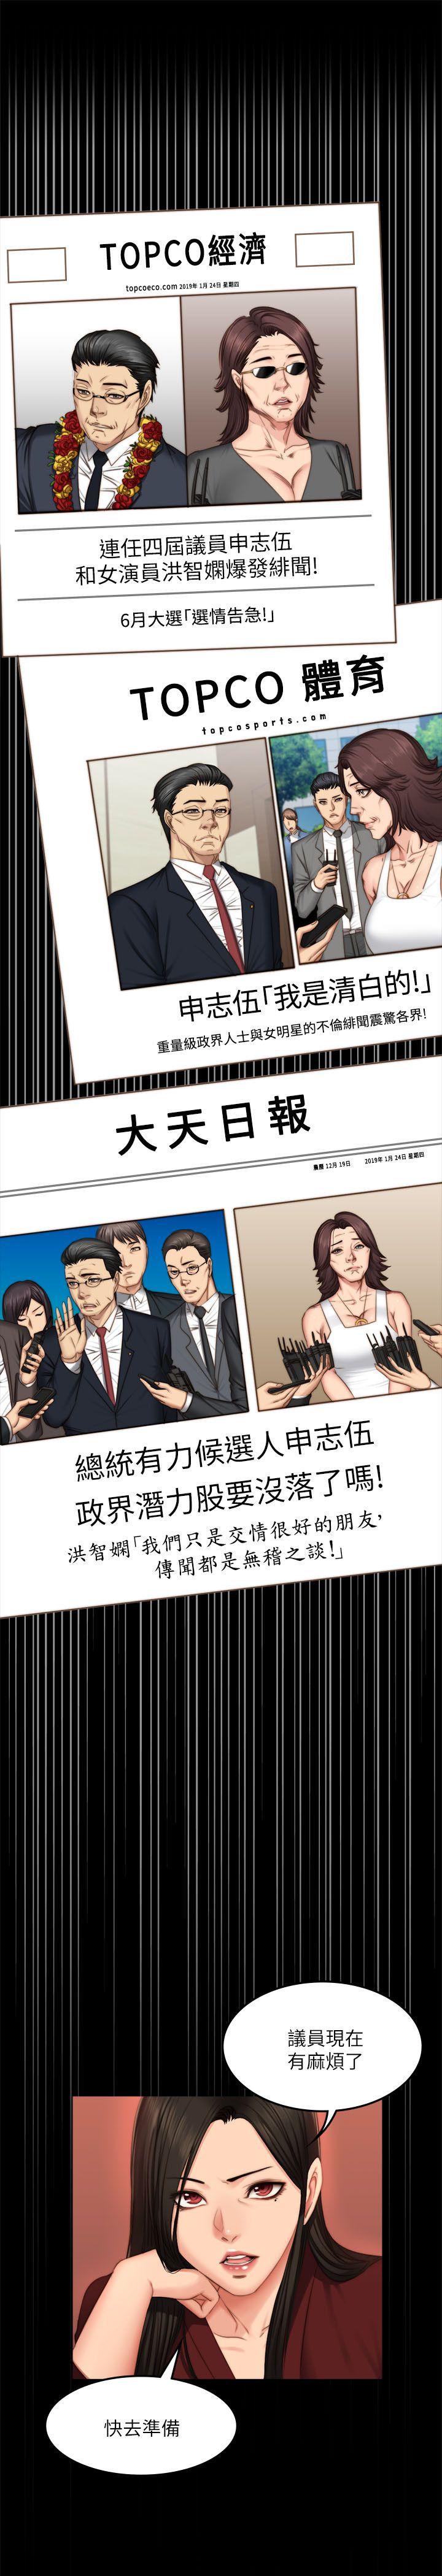 TOPCO經濟
topcoeco.com 2019年 1月 24日 星期四
連任四屆議員申志伍
和女演員洪智嫻爆發緋聞!
6月大選「選情告急!」
TOPCO 體育
topcosports.com
申志伍「我是清白的!」
重量級政界人士與女明星的不倫緋聞震驚各界!
大天日報
農曆 12月 19日 2019年 1月 24日 星期四
總統有力候選人申志伍
政界潛力股要沒落了嗎!
洪智嫻「我們只是交情很好的朋友,
傳聞都是無稽之談!」
議員現在
有麻煩了
快去準備